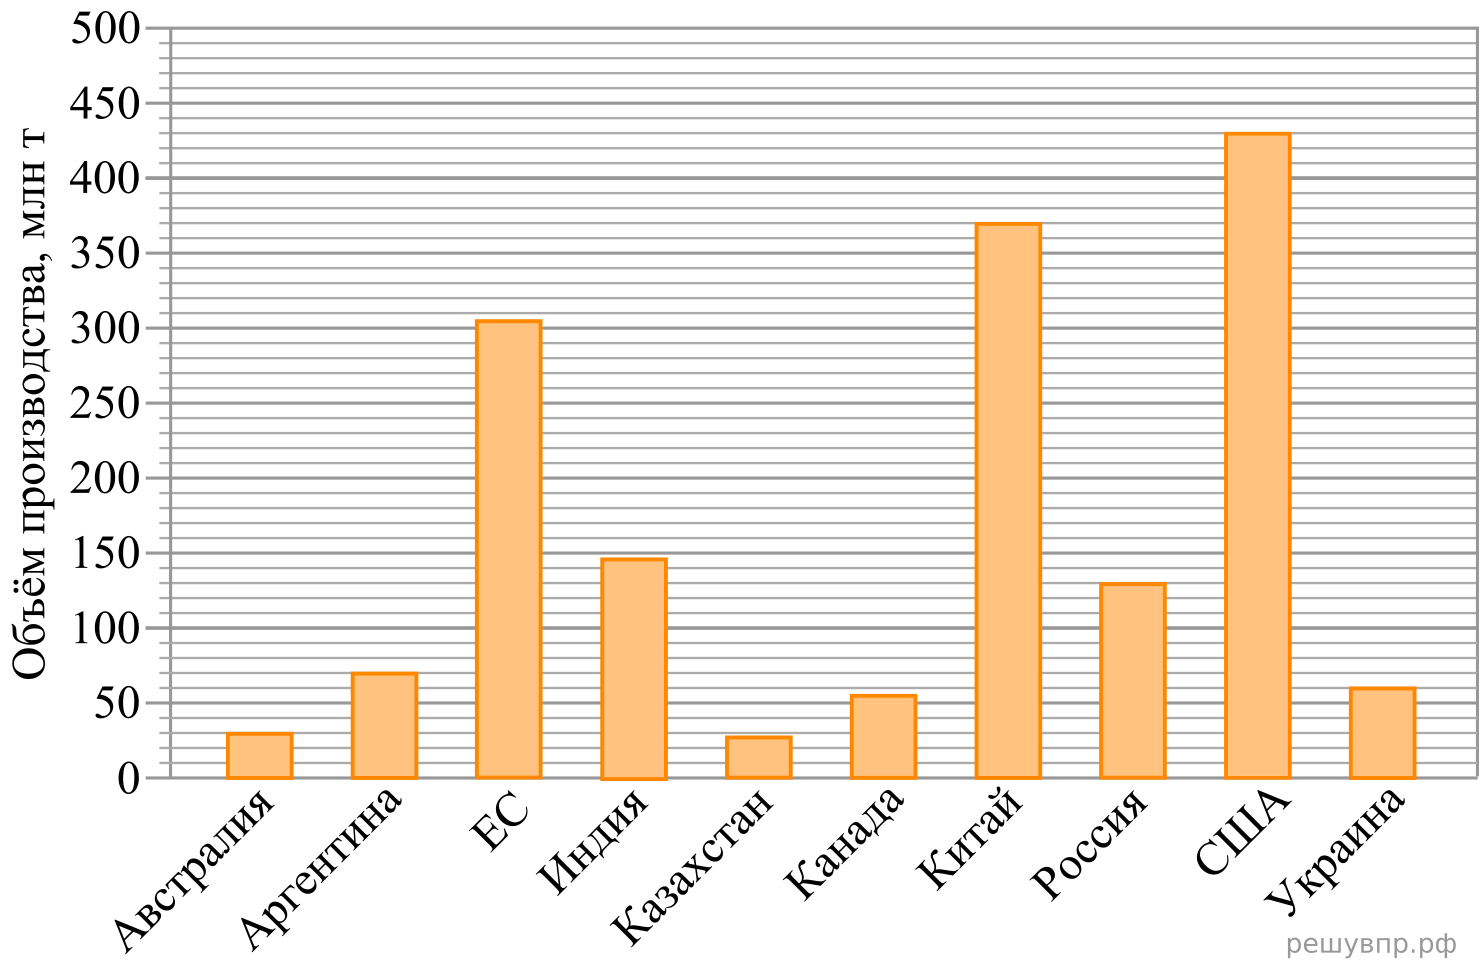 Объём производства, млн т
500
450
400
350
300
250
200
150
100
50
0
Австралия
Аргентина
ЕС
Индия
Казахстан
Канада
Китай
Россия
США
Украина
решувпр.рф